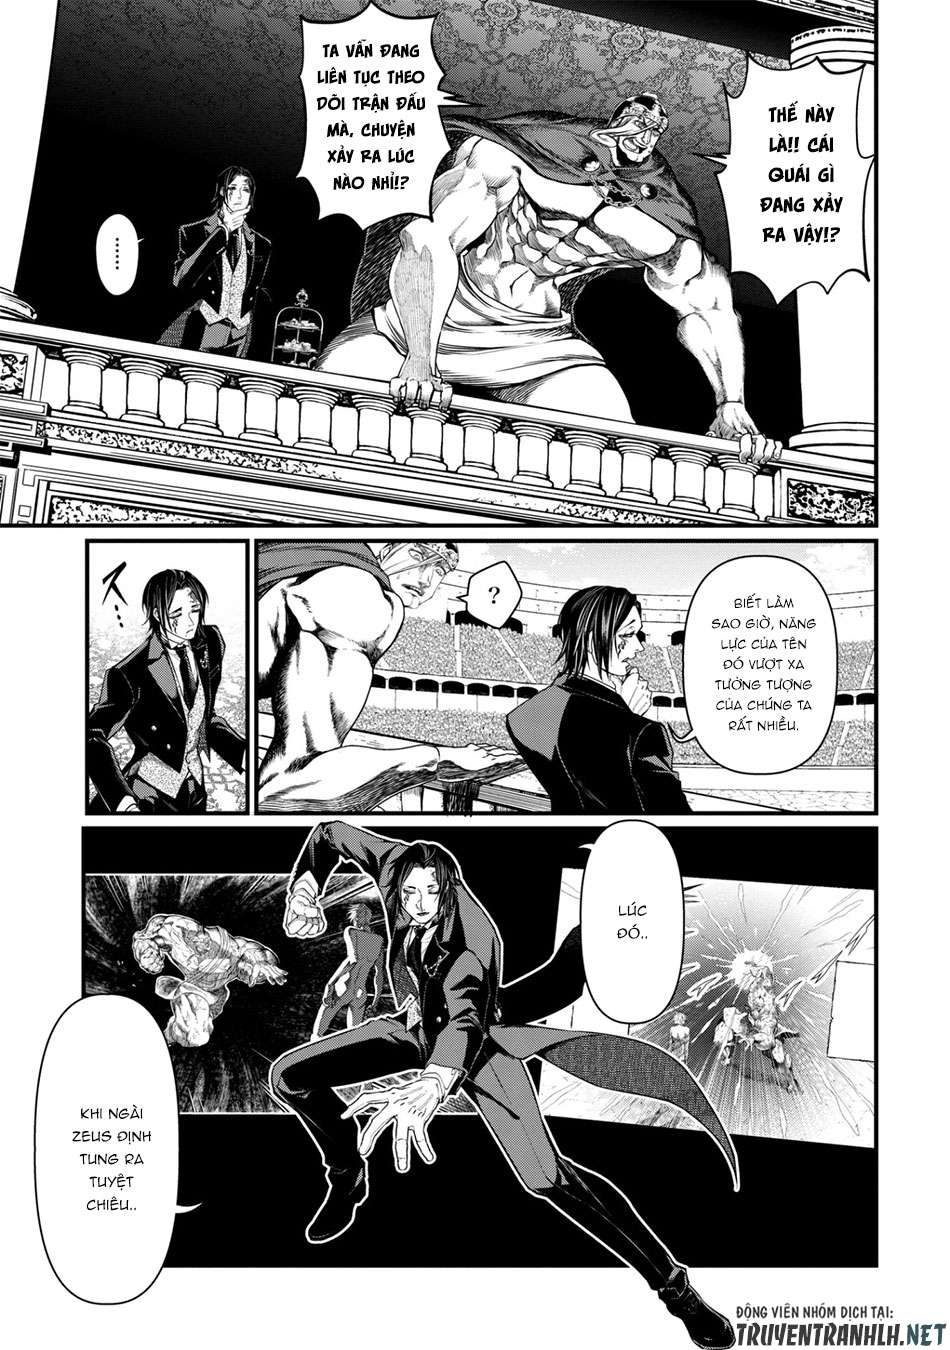 THẾ NÀY
LÀ!! CÁI
QUÁI GÌ
ĐANG XẢY
RA VẬY!?
TA VẪN ĐANG
LIÊN TỤC THEO
DÕI TRẬN ĐẤU
MÀ, CHUYỆN
XẢY RA LÚC
NÀO NHỈ!?
......
BIẾT LÀM
SAO GIỜ, NĂNG
LỰC CỦA TÊN
ĐÓ VƯỢT XA
TƯỞNG TƯỢNG
CỦA CHÚNG TA
RẤT NHIỀU.
?
ス...
LÚC
ĐÓ..
KHI NGÀI
ZEUS ĐỊNH
TUNG RA
TUYỆT
CHIÊU..
ĐỘNG VIÊN NHÓM DỊCH TẠI:
TRUYENTRANHLH.NET